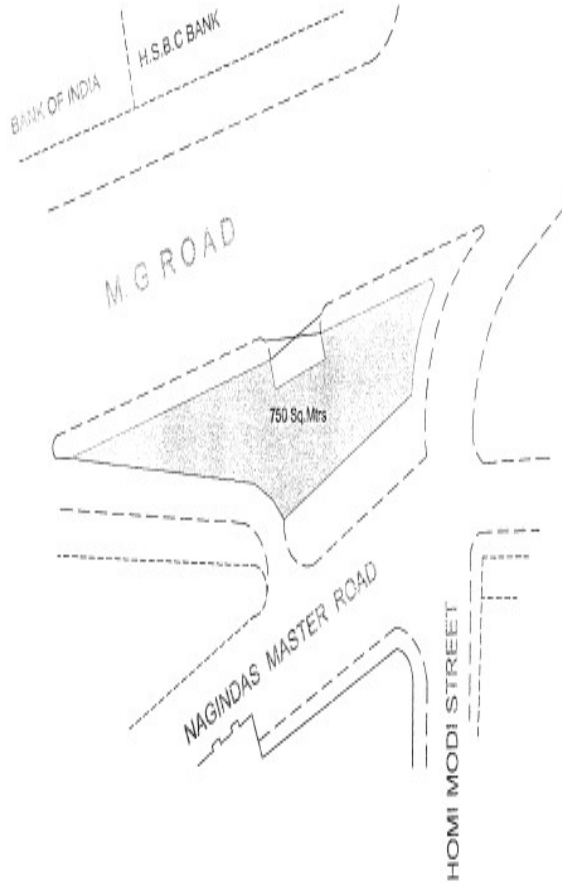 BANK OF INDIA
H.S.B.C BANK
M. G ROAD
750 Sq.Mtrs
NAGINDAS MASTER ROAD
HOMI MODI STREET